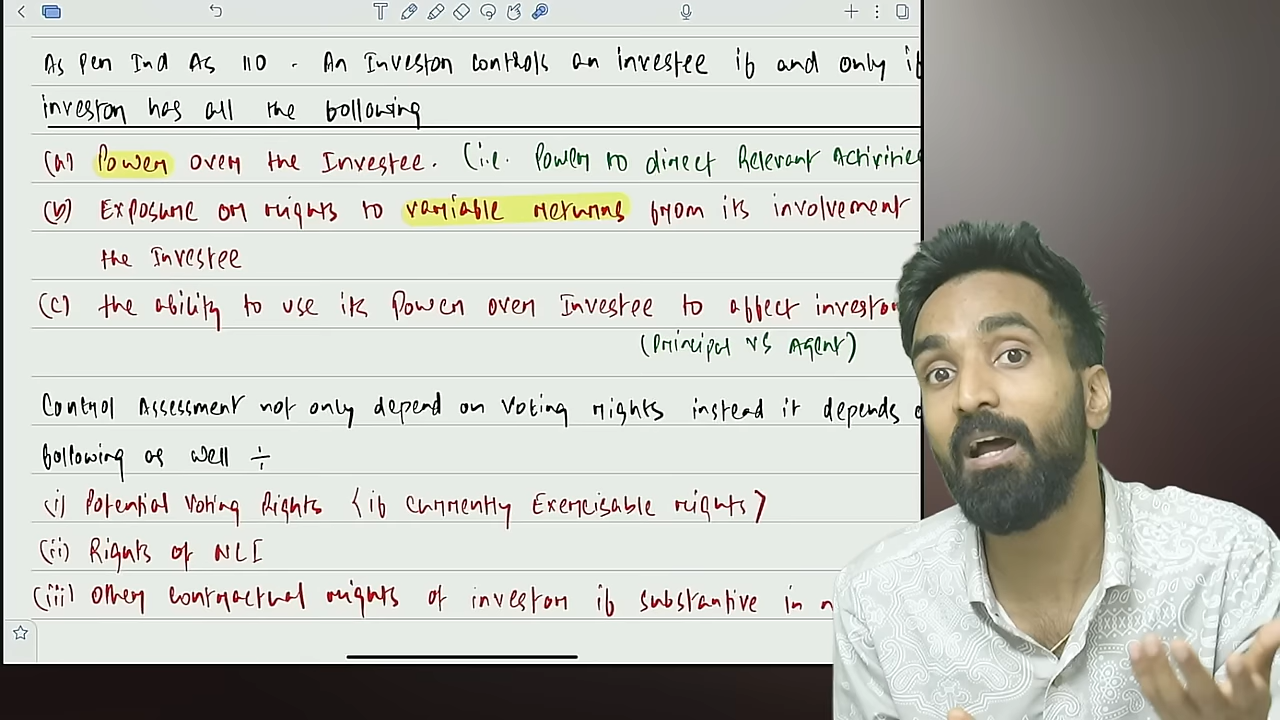 As per Ind As 110 . An Investor controls an investee if and only if
investor has all the following
(a) Power over the Investee. (i.e. Power to direct Relevant Activities
(b) Exposure or rights to variable returns from its involvement
the Investee
(c) the ability to use its Power over Investee to affect investor
(Principal vs Agent)
Control Assessment not only depend on Voting rights instead it depends
following as well ÷
(i) Potential Voting Rights {if Currently Exercisable rights}
(ii) Rights of NCI
(iii) Other contractual rights of investor if substantive in